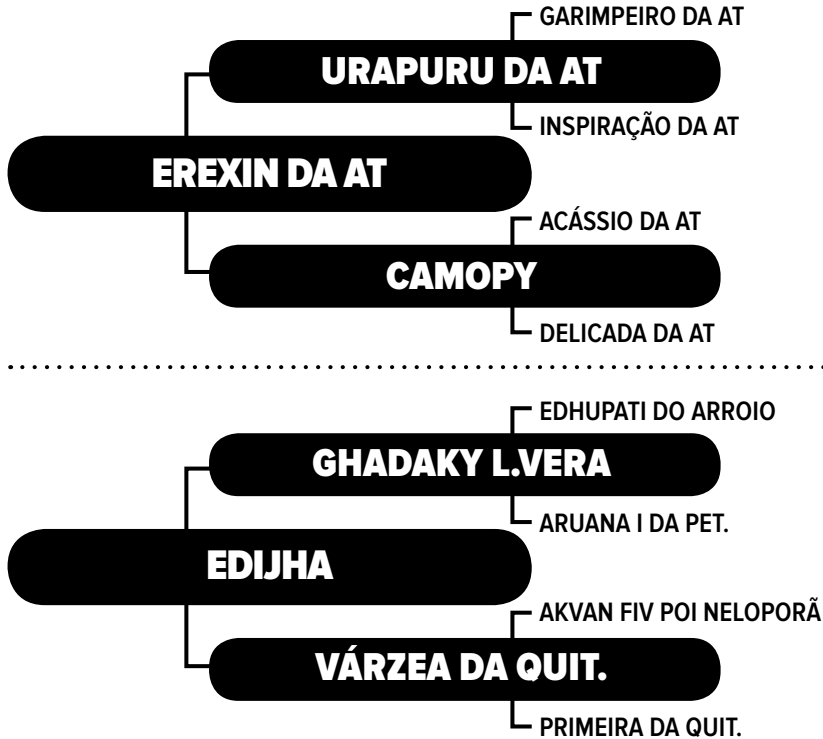 GARIMPEIRO DA AT
URAPURU DA AT
INSPIRAÇÃO DA AT
EREXIN DA AT
ACÁSSIO DA AT
CAMOPY
DELICADA DA AT
EDHUPATI DO ARROIO
GHADAKY L.VERA
ARUANA I DA PET.
EDIJHA
AKVAN FIV POI NELOPORÃ
VÁRZEA DA QUIT.
PRIMEIRA DA QUIT.